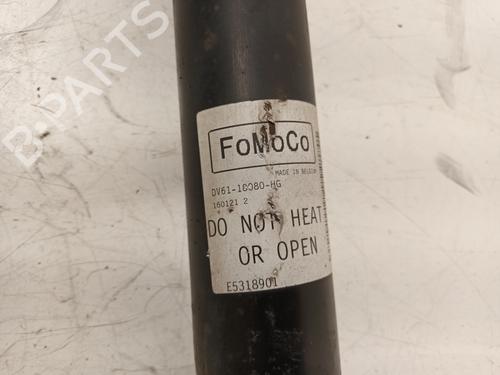 B-PARTS
FoMoCo
MADE IN BELGIUM
DV61-18080-HG
160121 2
DO NOT HEAT
OR OPEN
E5318901